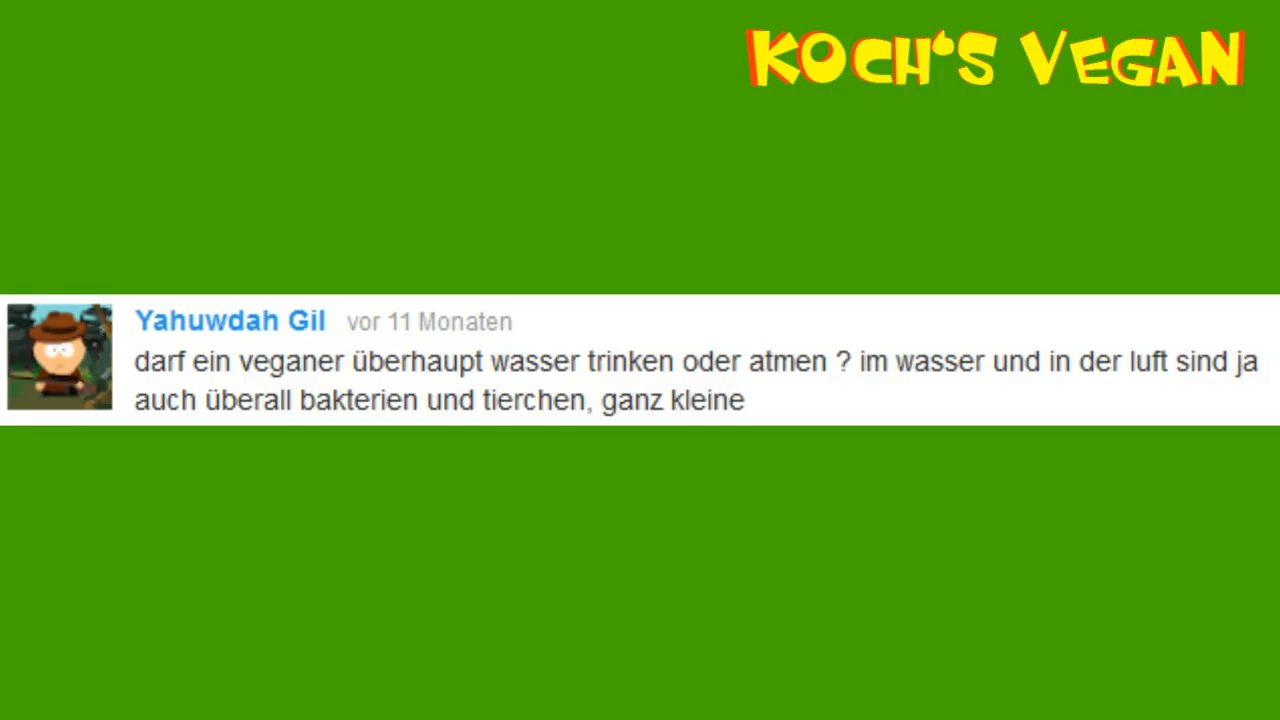 KOCH'S VEGAN
Yahuwdah Gil vor 11 Monaten
darf ein veganer überhaupt wasser trinken oder atmen ? im wasser und in der luft sind ja
auch überall bakterien und tierchen, ganz kleine